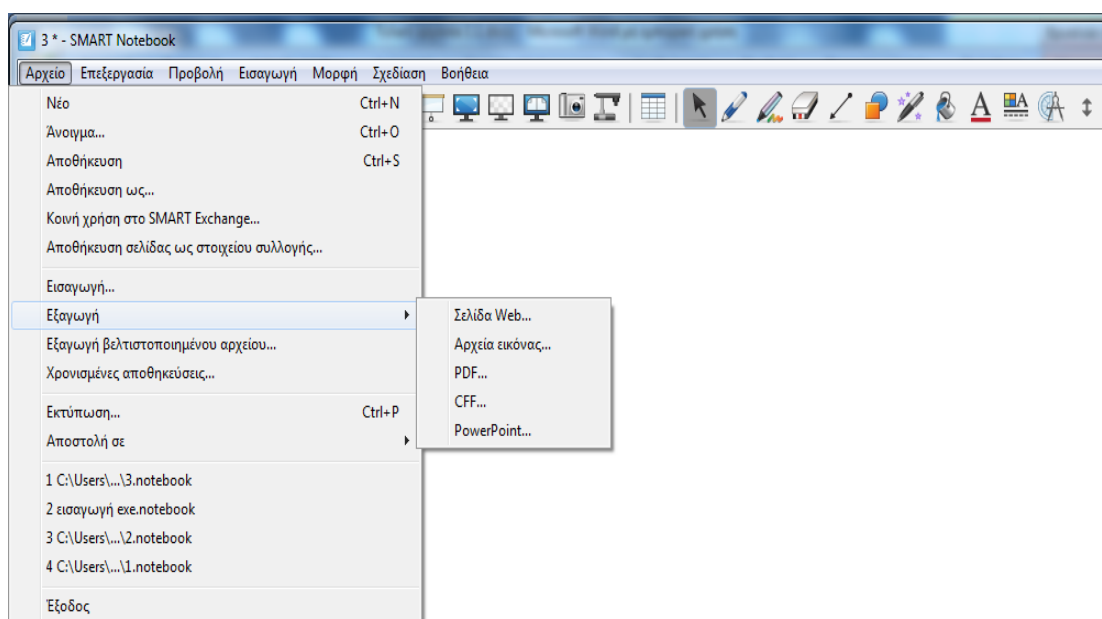 3 * - SMART Notebook
Αρχείο Επεξεργασία Προβολή Εισαγωγή Μορφή Σχεδίαση Βοήθεια
Νέο Ctrl+N
Άνοιγμα... Ctrl+O
Αποθήκευση Ctrl+S
Αποθήκευση ως...
Κοινή χρήση στο SMART Exchange...
Αποθήκευση σελίδας ως στοιχείου συλλογής...
Εισαγωγή...
Εξαγωγή
Εξαγωγή βελτιστοποιημένου αρχείου...
Χρονισμένες αποθηκεύσεις...
Εκτύπωση... Ctrl+P
Αποστολή σε
1 C:\Users\...\3.notebook
2 εισαγωγή exe.notebook
3 C:\Users\...\2.notebook
4 C:\Users\...\1.notebook
Έξοδος
Σελίδα Web...
Αρχεία εικόνας...
PDF...
CFF...
PowerPoint...